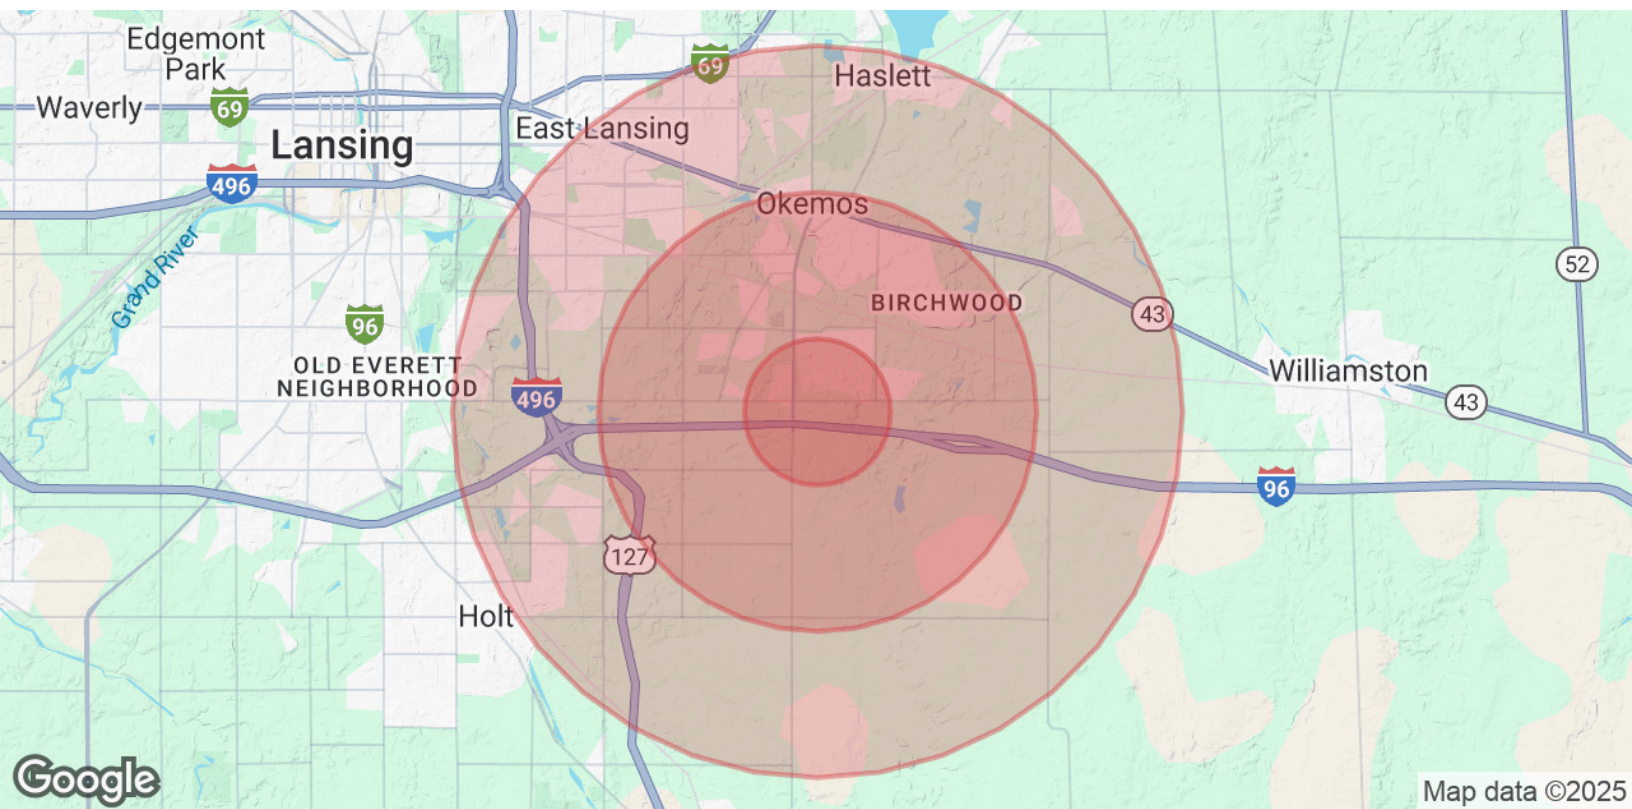 Edgemont
Park
69
Haslett
Waverly
69
East Lansing
Lansing
496
Okemos
Grand River
52
BIRCHWOOD
43
96
OLD EVERETT
NEIGHBORHOOD
Williamston
496
43
96
127
Holt
Google
Map data ©2025